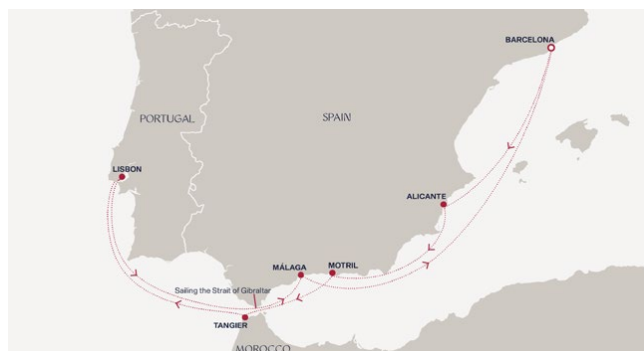 BARCELONA
PORTUGAL
SPAIN
LISBON
ALICANTE
MÁLAGA
MOTRIL
Sailing the Strait of Gibraltar
TANGIER
MOROCCO